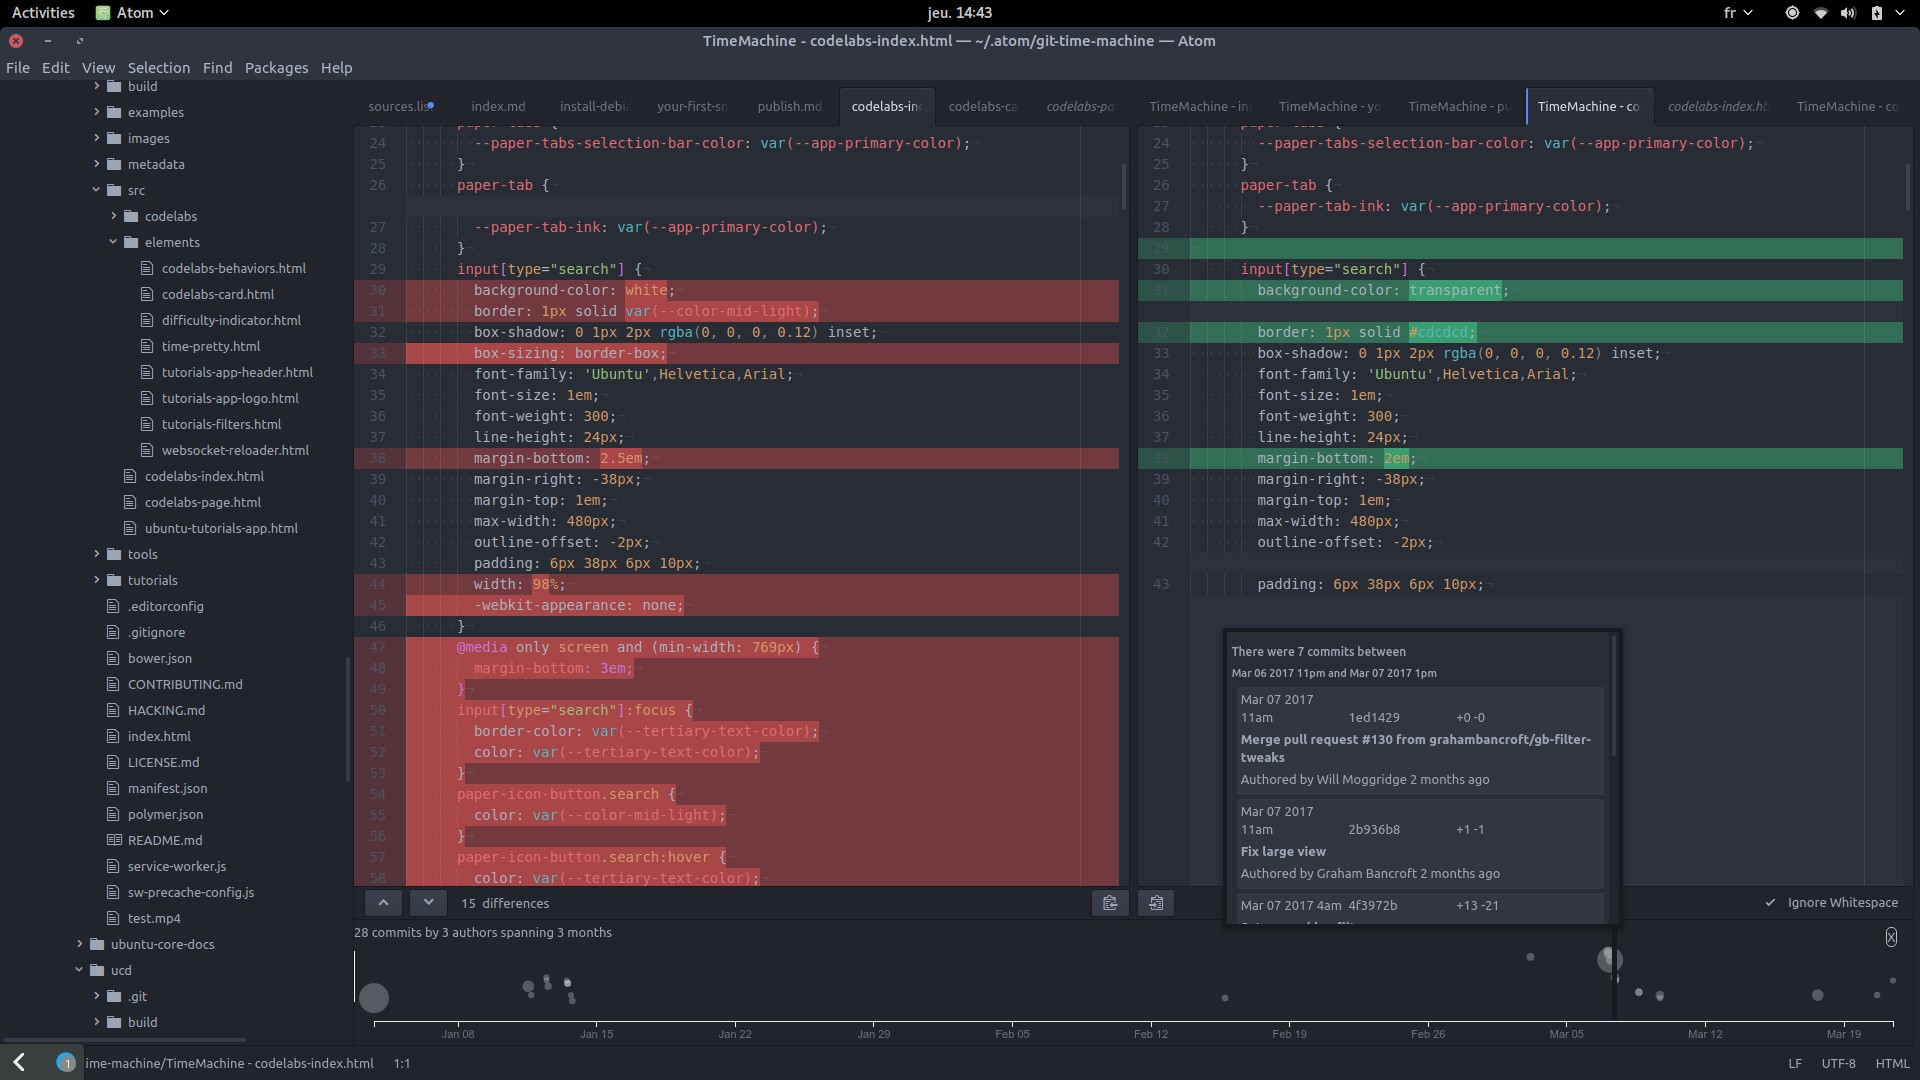 Activities
Atom
jeu. 14:43
fr
TimeMachine - codelabs-index.html — ~/.atom/git-time-machine — Atom
File Edit View Selection Find Packages Help
build
examples
images
metadata
src
codelabs
elements
codelabs-behaviors.html
codelabs-card.html
difficulty-indicator.html
time-pretty.html
tutorials-app-header.html
tutorials-app-logo.html
tutorials-filters.html
websocket-reloader.html
codelabs-index.html
codelabs-page.html
ubuntu-tutorials-app.html
tools
tutorials
.editorconfig
.gitignore
bower.json
CONTRIBUTING.md
HACKING.md
index.html
LICENSE.md
manifest.json
polymer.json
README.md
service-worker.js
sw-precache-config.js
test.mp4
ubuntu-core-docs
ucd
.git
build
sources.lis
index.md
install-debi
your-first-sn
publish.md
codelabs-in
codelabs-ca
codelabs-pa
TimeMachine - in
TimeMachine - yo
TimeMachine - pu
TimeMachine - co
codelabs-index.ht
TimeMachine - co
24 --paper-tabs-selection-bar-color: var(--app-primary-color);
25 }
26 paper-tab {
27 --paper-tab-ink: var(--app-primary-color);
28 }
29 input[type="search"] {
30 background-color: white;
31 border: 1px solid var(--color-mid-light);
32 box-shadow: 0 1px 2px rgba(0, 0, 0, 0.12) inset;
33 box-sizing: border-box;
34 font-family: 'Ubuntu',Helvetica,Arial;
35 font-size: 1em;
36 font-weight: 300;
37 line-height: 24px;
38 margin-bottom: 2.5em;
39 margin-right: -38px;
40 margin-top: 1em;
41 max-width: 480px;
42 outline-offset: -2px;
43 padding: 6px 38px 6px 10px;
44 width: 98%;
45 -webkit-appearance: none;
46 }
47 @media only screen and (min-width: 769px) {
48 margin-bottom: 3em;
49 }
50 input[type="search"]:focus {
51 border-color: var(--tertiary-text-color);
52 color: var(--tertiary-text-color);
53 }
54 paper-icon-button.search {
55 color: var(--color-mid-light);
56 }
57 paper-icon-button.search:hover {
58 color: var(--tertiary-text-color);
24 --paper-tabs-selection-bar-color: var(--app-primary-color);
25 }
26 paper-tab {
27 --paper-tab-ink: var(--app-primary-color);
28 }
29
30 input[type="search"] {
31 background-color: transparent;
32 border: 1px solid #cdcdcd;
33 box-shadow: 0 1px 2px rgba(0, 0, 0, 0.12) inset;
34 font-family: 'Ubuntu',Helvetica,Arial;
35 font-size: 1em;
36 font-weight: 300;
37 line-height: 24px;
38 margin-bottom: 2em;
39 margin-right: -38px;
40 margin-top: 1em;
41 max-width: 480px;
42 outline-offset: -2px;
43 padding: 6px 38px 6px 10px;
There were 7 commits between
Mar 06 2017 11pm and Mar 07 2017 1pm
Mar 07 2017
11am 1ed1429 +0 -0
Merge pull request #130 from grahambancroft/gb-filter-
tweaks
Authored by Will Moggridge 2 months ago
Mar 07 2017
11am 2b936b8 +1 -1
Fix large view
Authored by Graham Bancroft 2 months ago
Mar 07 2017 4am 4f3972b +13 -21
15 differences
Ignore Whitespace
28 commits by 3 authors spanning 3 months
X
Jan 08 Jan 15 Jan 22 Jan 29 Feb 05 Feb 12 Feb 19 Feb 26 Mar 05 Mar 12 Mar 19
1
ime-machine/TimeMachine - codelabs-index.html 1:1
LF UTF-8 HTML